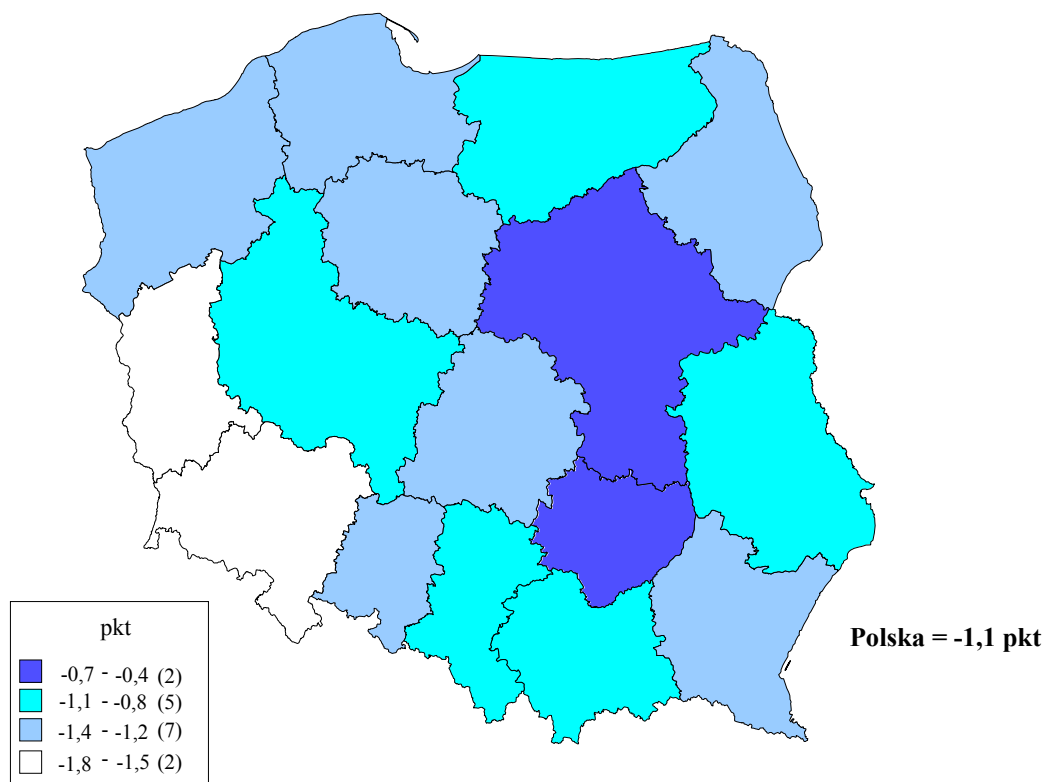 pkt
-0,7 - -0,4 (2)
-1,1 - -0,8 (5)
-1,4 - -1,2 (7)
-1,8 - -1,5 (2)
Polska = -1,1 pkt